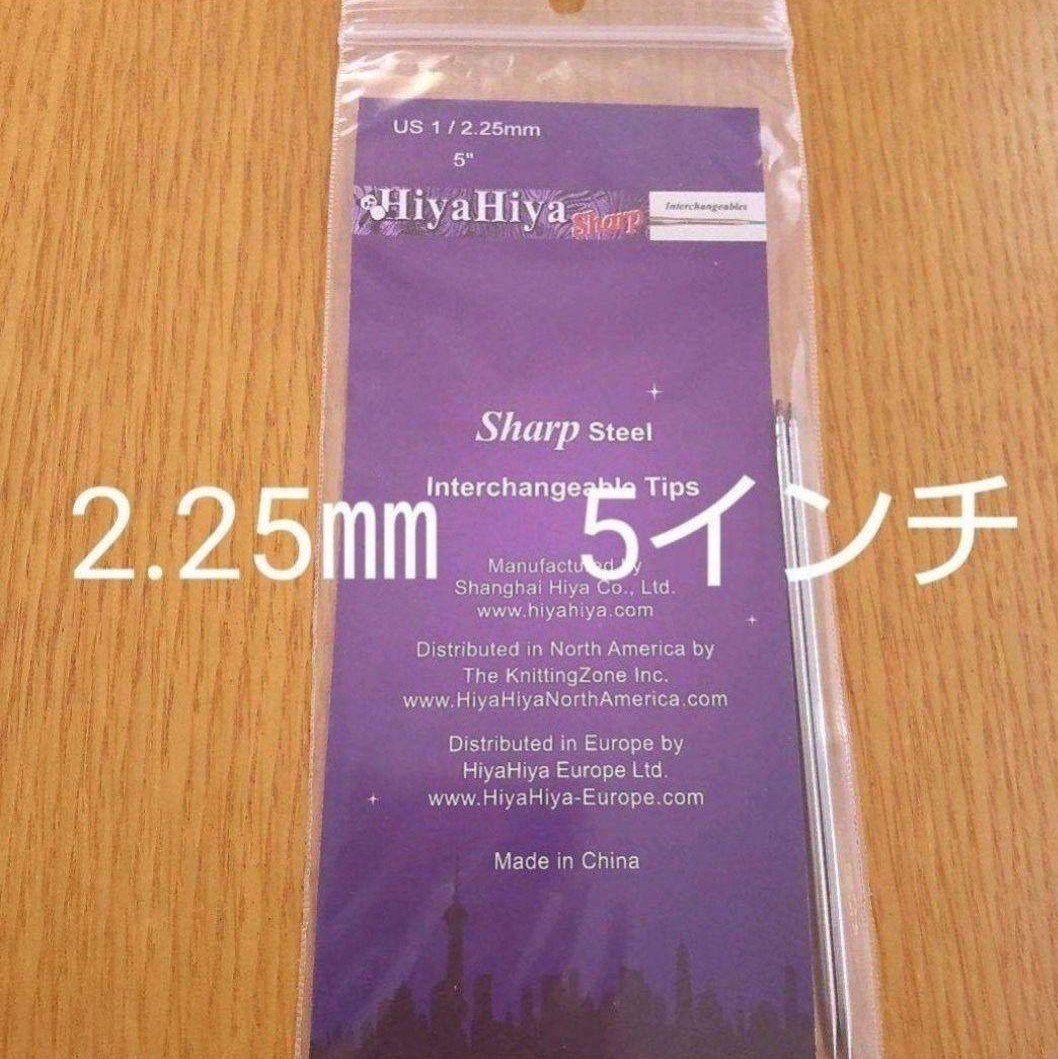 US 1 / 2.25mm
5"
HiyaHiya Sharp
Interchangeables
Sharp Steel
Interchangeable Tips
2.25㎜ 5インチ
Manufactured by
Shanghai Hiya Co., Ltd.
www.hiyahiya.com
Distributed in North America by
The KnittingZone Inc.
www.HiyaHiyaNorthAmerica.com
Distributed in Europe by
HiyaHiya Europe Ltd.
www.HiyaHiya-Europe.com
Made in China